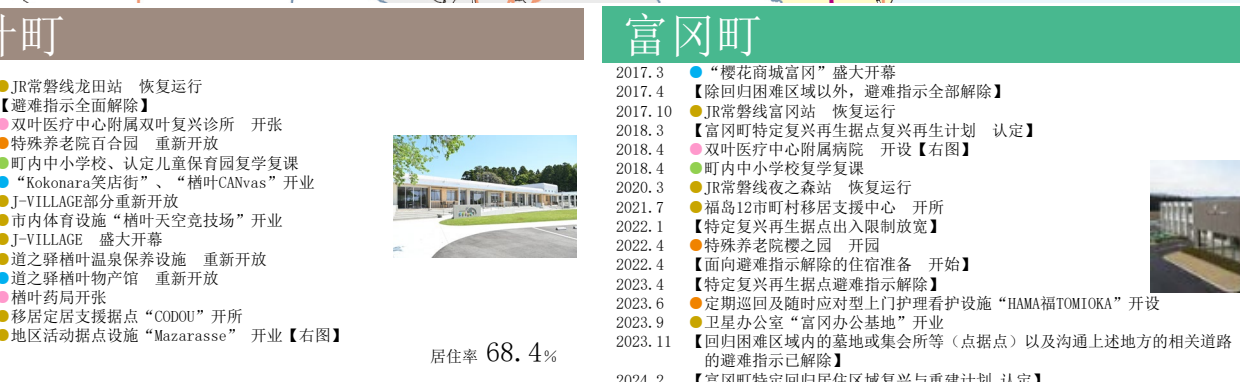 叶町
●JR常磐线龙田站　恢复运行
【避难指示全面解除】
●双叶医疗中心附属双叶复兴诊所　开张
●特殊养老院百合园　重新开放
●町内中小学校、认定儿童保育园复学复课
●“Kokonara笑店街”、“楢叶CANvas”开业
●J-VILLAGE部分重新开放
●市内体育设施“楢叶天空竞技场”开业
●J-VILLAGE　盛大开幕
●道之驿楢叶温泉保养设施　重新开放
●道之驿楢叶物产馆　重新开放
●楢叶药局开张
●移居定居支援据点“CODOU”开所
●地区活动据点设施“Mazarasse”　开业【右图】
居住率 68.4%
富冈町
2017.3　●“樱花商城富冈”盛大开幕
2017.4　【除回归困难区域以外，避难指示全部解除】
2017.10　●JR常磐线富冈站　恢复运行
2018.3　【富冈町特定复兴再生据点复兴再生计划　认定】
2018.4　●双叶医疗中心附属病院　开设【右图】
2018.4　●町内中小学校复学复课
2020.3　●JR常磐线夜之森站　恢复运行
2021.7　●福岛12市町村移居支援中心　开所
2022.1　【特定复兴再生据点出入限制放宽】
2022.4　●特殊养老院樱之园　开园
2022.4　【面向避难指示解除的住宿准备　开始】
2023.4　【特定复兴再生据点避难指示解除】
2023.6　●定期巡回及随时应对型上门护理看护设施“HAMA福TOMIOKA”开设
2023.9　●卫星办公室“富冈办公基地”开业
2023.11　【回归困难区域内的墓地或集会所等（点据点）以及沟通上述地方的相关道路
的避难指示已解除】
2024.2　【富冈町特定回归居住区域复兴与重建计划 认定】